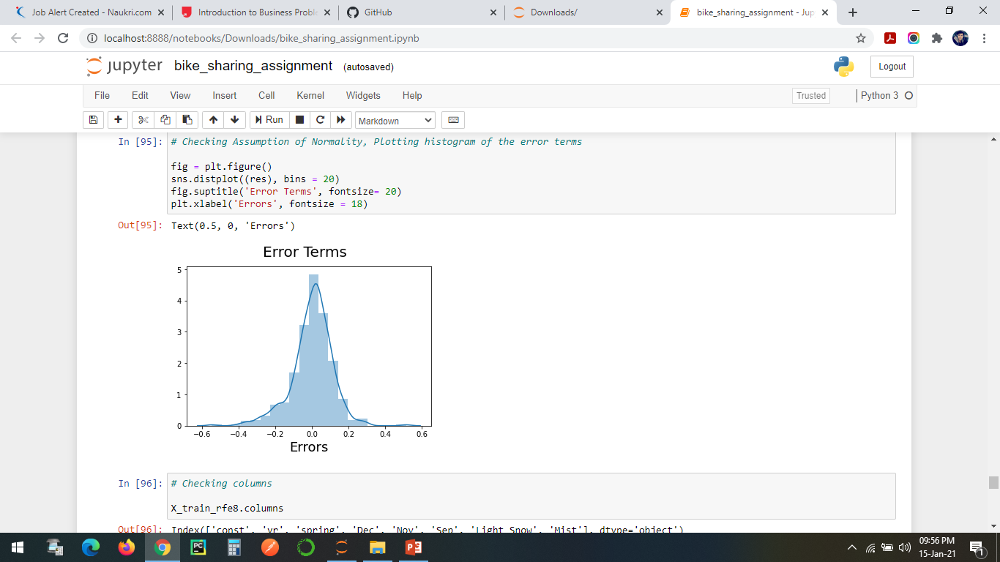 Job Alert Created - Naukri.com
Introduction to Business Proble
GitHub
Downloads/
bike_sharing_assignment - Jup
localhost:8888/notebooks/Downloads/bike_sharing_assignment.ipynb
jupyter bike_sharing_assignment (autosaved)
Logout
File Edit View Insert Cell Kernel Widgets Help
Trusted
Python 3
Run
Markdown
In [95]: # Checking Assumption of Normality, Plotting histogram of the error terms
fig = plt.figure()
sns.distplot((res), bins = 20)
fig.suptitle('Error Terms', fontsize= 20)
plt.xlabel('Errors', fontsize = 18)
Out[95]: Text(0.5, 0, 'Errors')
Error Terms
5
4
3
2
1
0
−0.6 −0.4 −0.2 0.0 0.2 0.4 0.6
Errors
In [96]: # Checking columns
X_train_rfe8.columns
Out[96]: Index(['const', 'yr', 'spring', 'Dec', 'Nov', 'Sep', 'Light_Snow', 'Mist'], dtype='object')
PC
09:56 PM
15-Jan-21
1